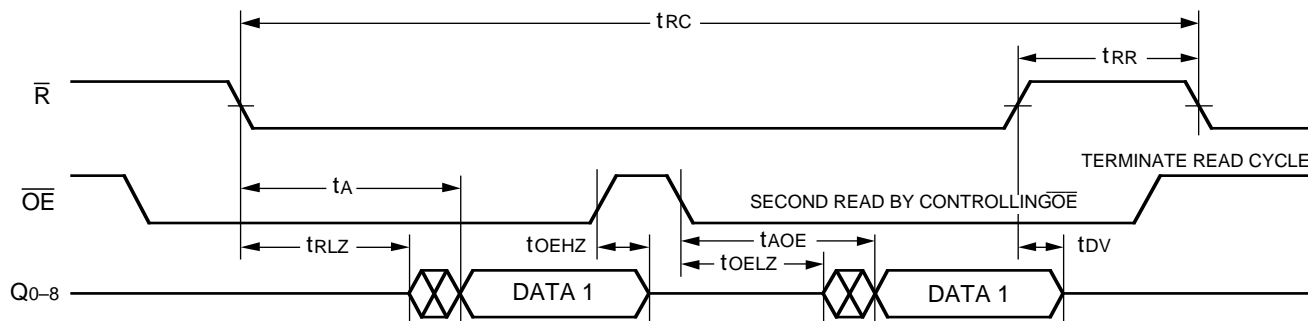 tRC
tRR
R
TERMINATE READ CYCLE
tA
OE
SECOND READ BY CONTROLLINGOE
tRLZ
tOEHZ
tAOE
tDV
tOELZ
Q0–8
DATA 1
DATA 1